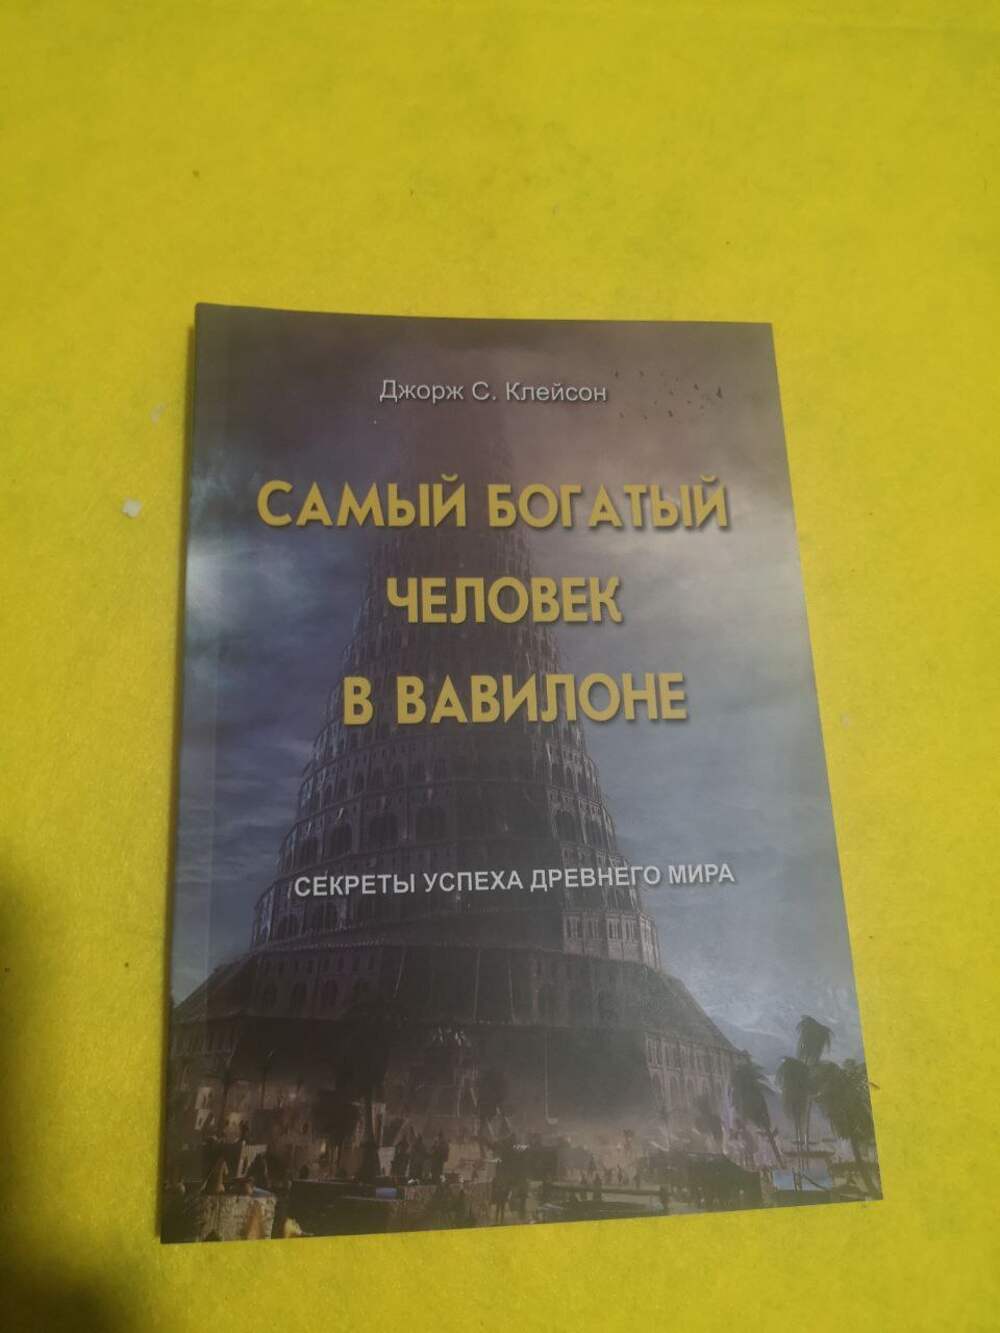 Джорж С. Клейсон
САМЫЙ БОГАТЫЙ
ЧЕЛОВЕК
В ВАВИЛОНЕ
СЕКРЕТЫ УСПЕХА ДРЕВНЕГО МИРА